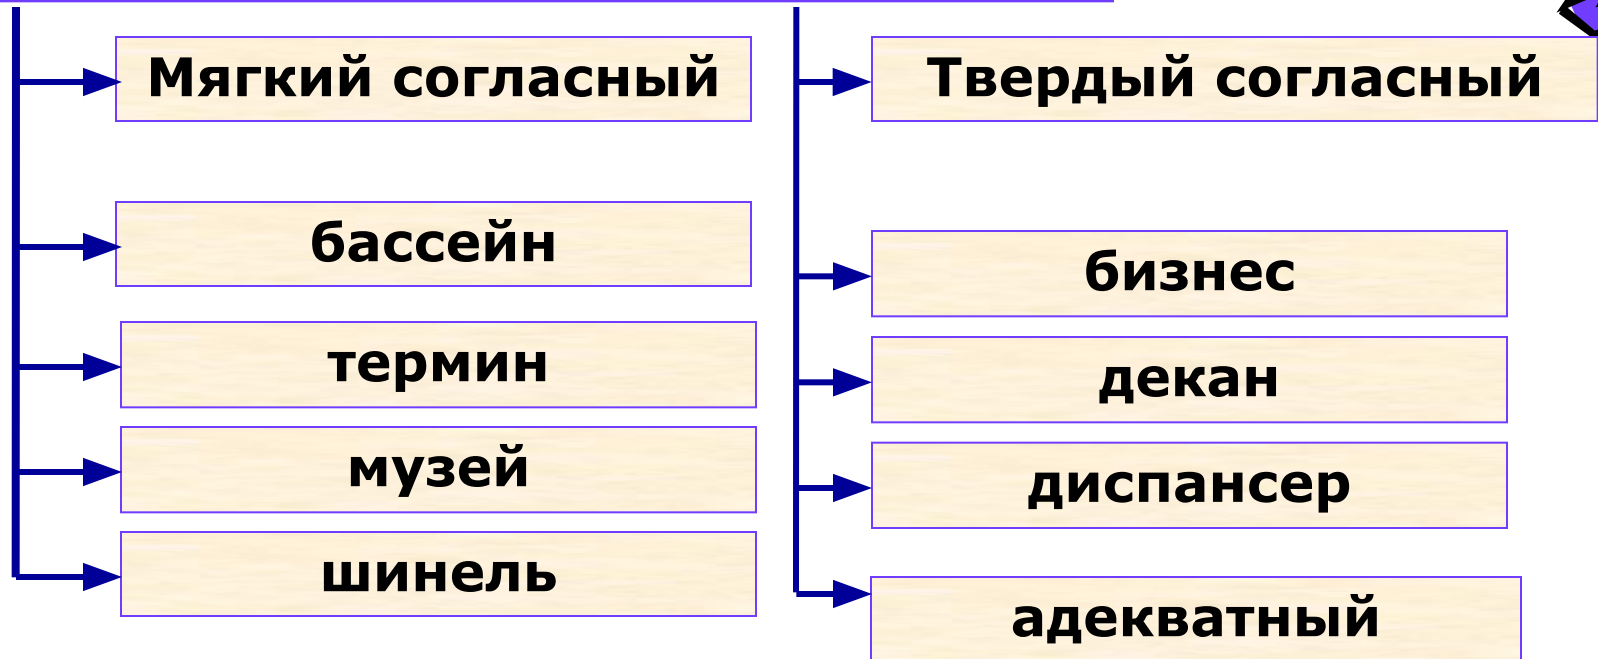 Мягкий согласный
бассейн
термин
музей
шинель
Твердый согласный
бизнес
декан
диспансер
адекватный